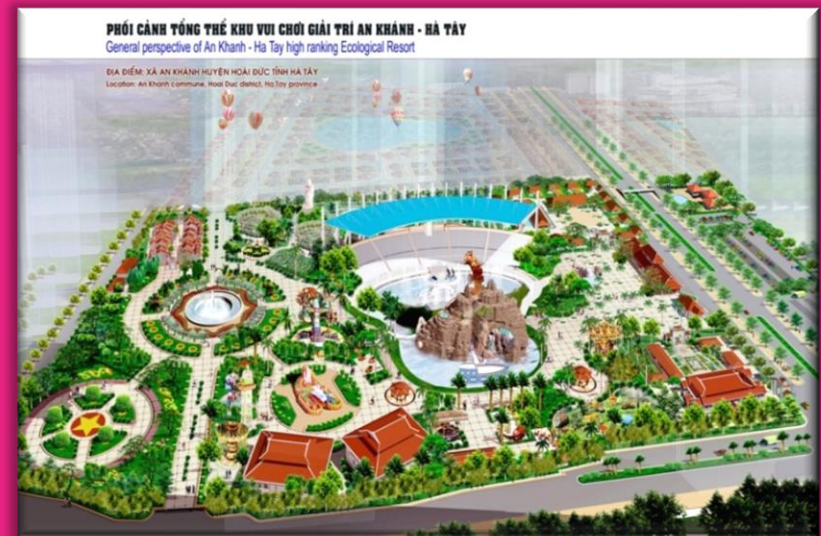 PHỐI CẢNH TỔNG THỂ KHU VUI CHƠI GIẢI TRÍ AN KHÁNH - HÀ TÂY
General perspective of An Khanh - Ha Tay high ranking Ecological Resort
ĐỊA ĐIỂM: XÃ AN KHÁNH HUYỆN HOÀI ĐỨC TỈNH HÀ TÂY
Location: An Khanh commune, Hoai Duc district, Ha Tay province